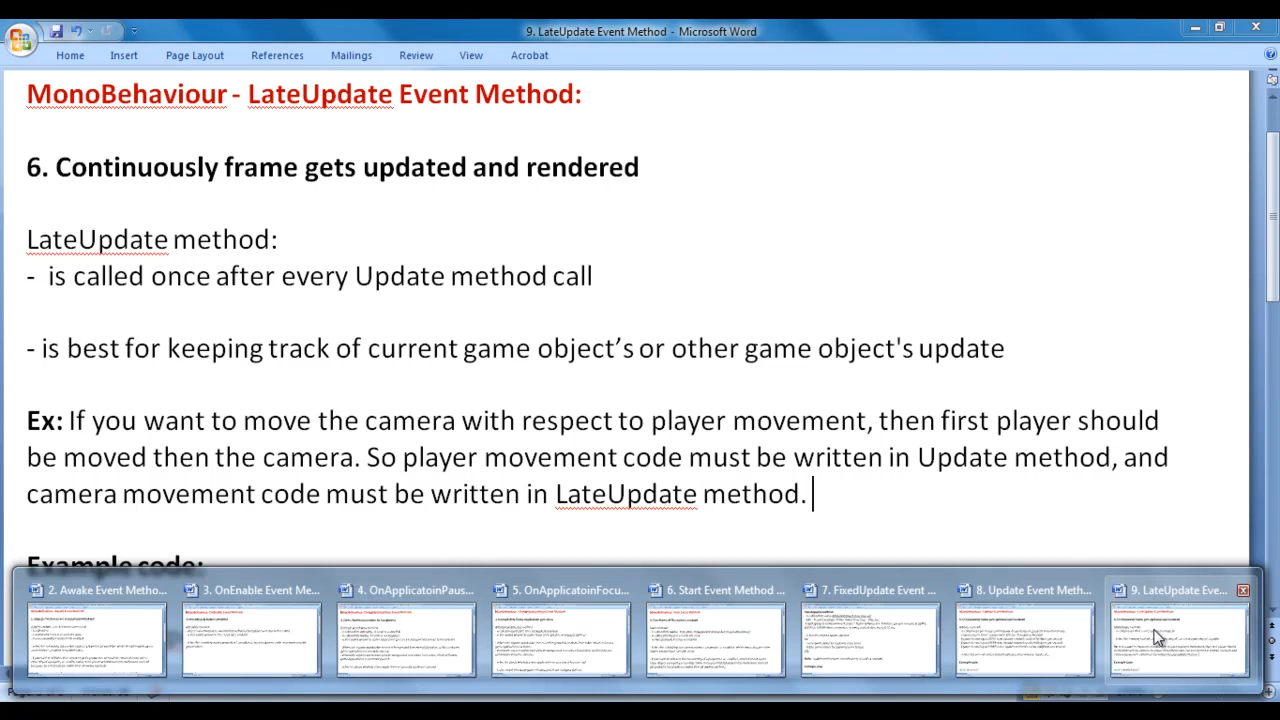 9. LateUpdate Event Method - Microsoft Word
Home Insert Page Layout References Mailings Review View Acrobat
MonoBehaviour - LateUpdate Event Method:
6. Continuously frame gets updated and rendered
LateUpdate method:
- is called once after every Update method call
- is best for keeping track of current game object’s or other game object's update
Ex: If you want to move the camera with respect to player movement, then first player should
be moved then the camera. So player movement code must be written in Update method, and
camera movement code must be written in LateUpdate method.
Example code:
2. Awake Event Metho... 3. OnEnable Event Me... 4. OnApplicatoinPaus... 5. OnApplicatoinFocu... 6. Start Event Method ... 7. FixedUpdate Event ... 8. Update Event Meth... 9. LateUpdate Eve...